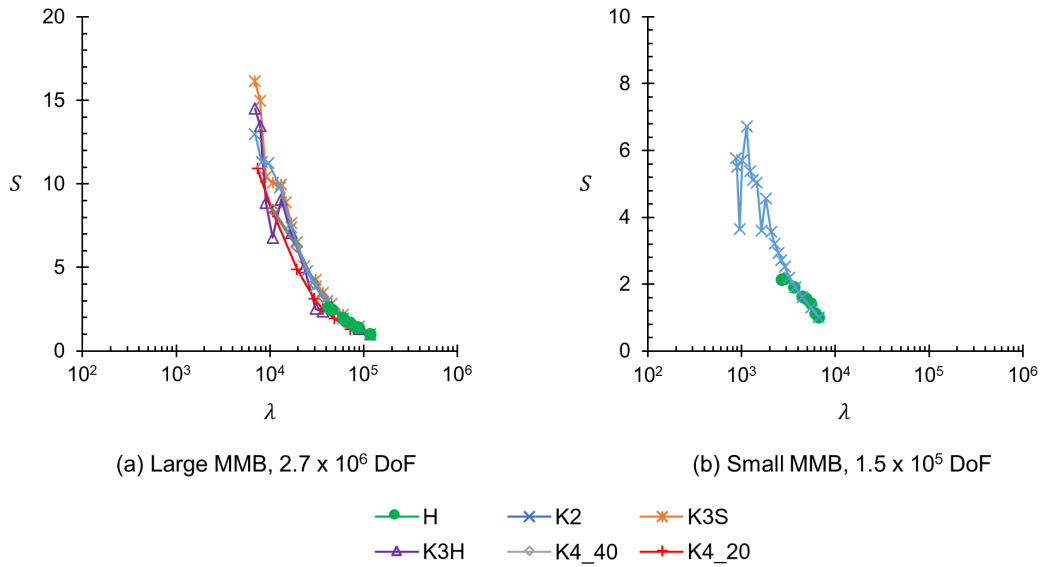 20
15
10
5
0
S
10² 10³ 10⁴ 10⁵ 10⁶
λ
(a) Large MMB, 2.7 x 10⁶ DoF
10
8
6
4
2
0
S
10² 10³ 10⁴ 10⁵ 10⁶
λ
(b) Small MMB, 1.5 x 10⁵ DoF
H K2 K3S
K3H K4_40 K4_20